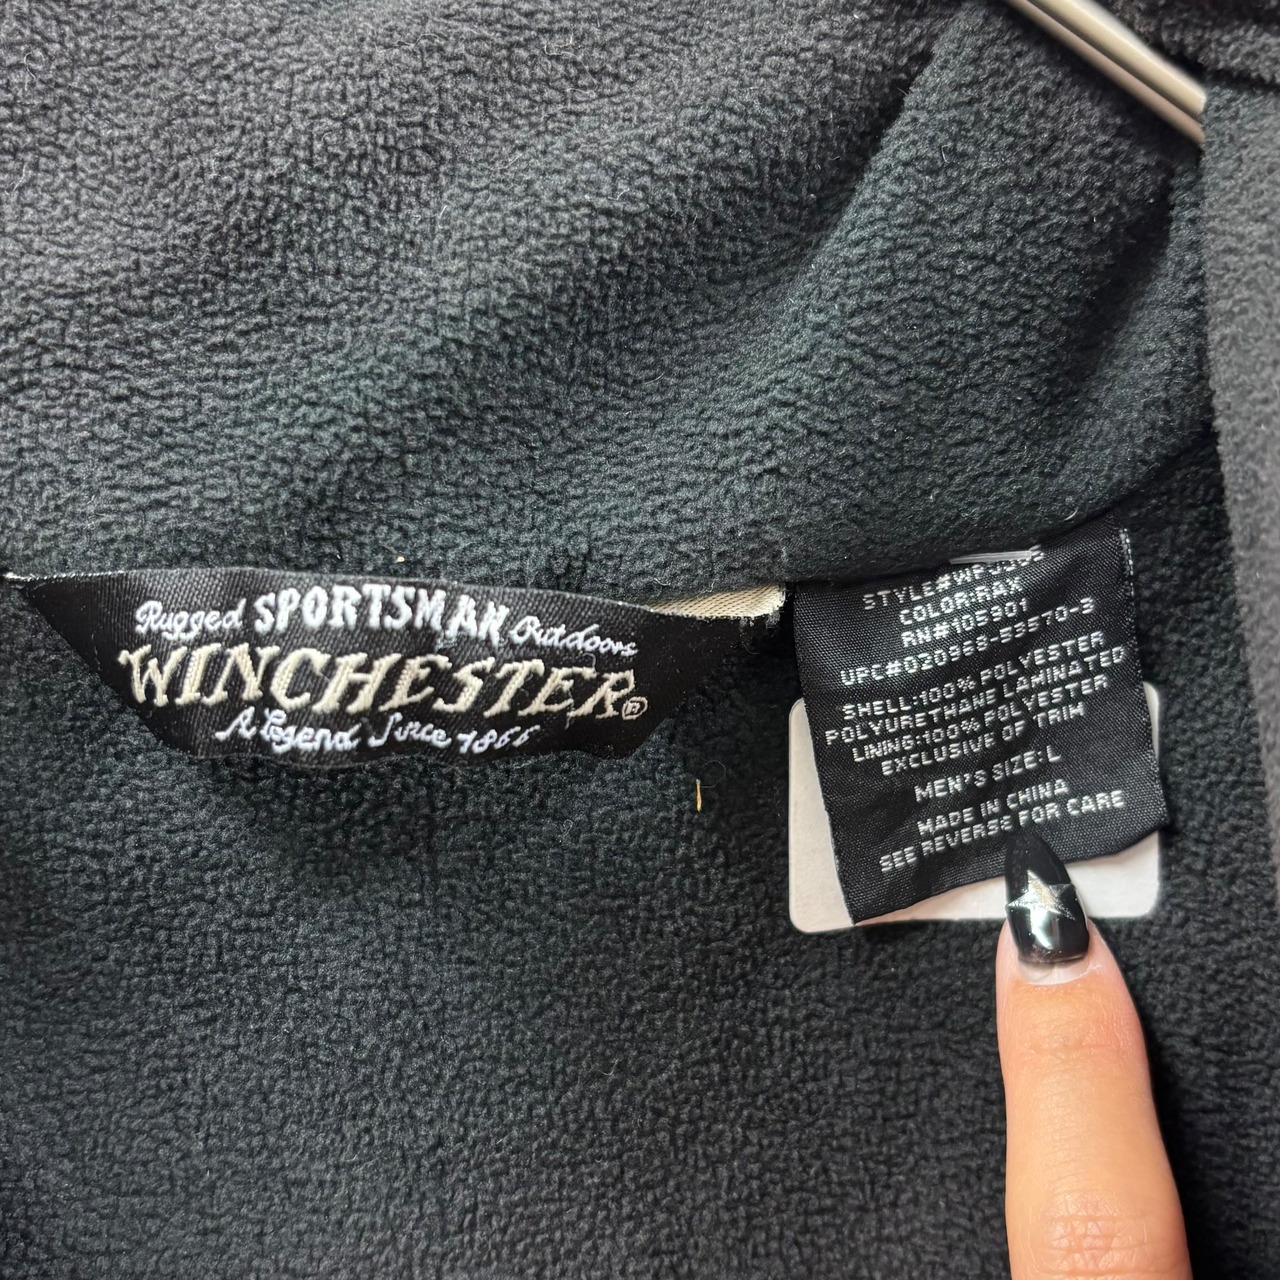 Rugged SPORTSMAN Outdoors
WINCHESTER®
A Legend Since 1866
COLOR:RAX
RN#105901
SHELL:100% POLYESTER
POLYURETHANE LAMINATED
LINING:100% POLYESTER
EXCLUSIVE OF TRIM
MEN'S SIZE:L
MADE IN CHINA
SEE REVERSE FOR CARE